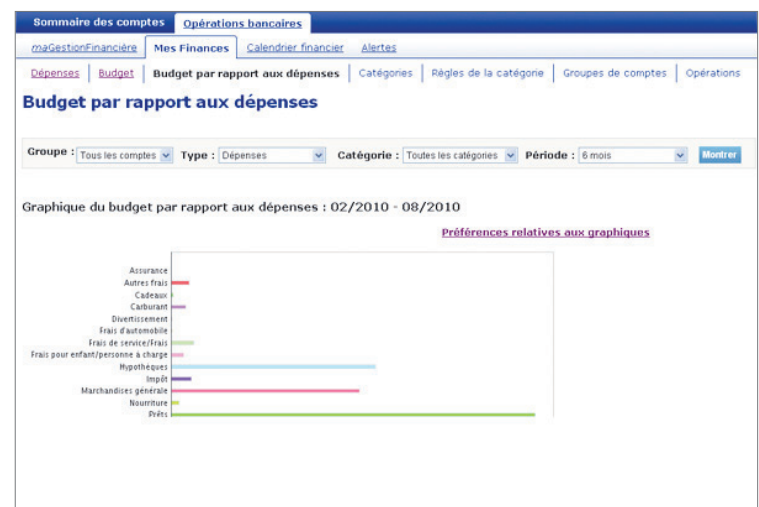 Sommaire des comptes Opérations bancaires
maGestionFinancière Mes Finances Calendrier financier Alertes
Dépenses Budget Budget par rapport aux dépenses Catégories Règles de la catégorie Groupes de comptes Opérations
Budget par rapport aux dépenses
Groupe : Tous les comptes Type : Dépenses Catégorie : Toutes les catégories Période : 6 mois Montrer
Graphique du budget par rapport aux dépenses : 02/2010 - 08/2010
Préférences relatives aux graphiques
Assurance
Autres frais
Cadeaux
Carburant
Divertissement
Frais d'automobile
Frais de service/Frais
Frais pour enfant/personne à charge
Hypothèques
Impôt
Marchandises générale
Nourriture
Prêts